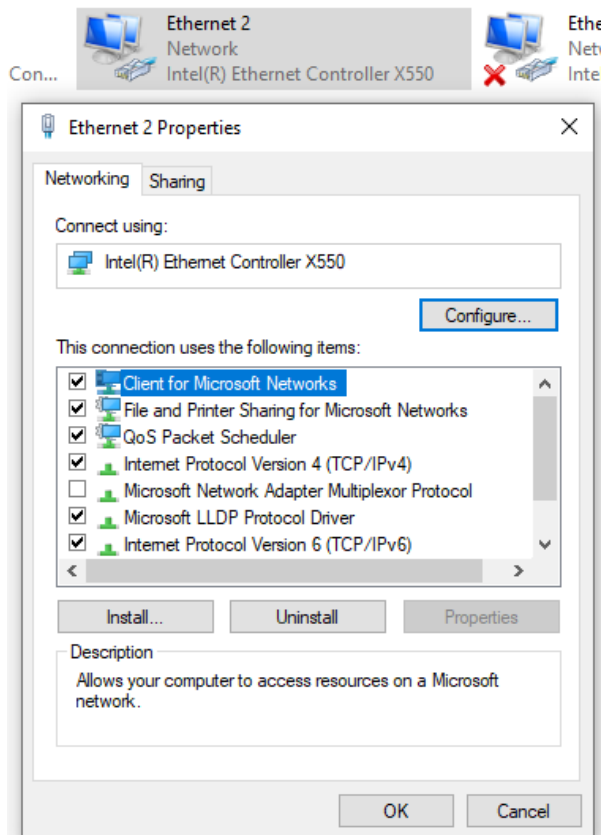 Ethernet 2
Network
Con... Intel(R) Ethernet Controller X550
Ethernet 2 Properties
Networking Sharing
Connect using:
Intel(R) Ethernet Controller X550
Configure...
This connection uses the following items:
Client for Microsoft Networks
File and Printer Sharing for Microsoft Networks
QoS Packet Scheduler
Internet Protocol Version 4 (TCP/IPv4)
Microsoft Network Adapter Multiplexor Protocol
Microsoft LLDP Protocol Driver
Internet Protocol Version 6 (TCP/IPv6)
Install... Uninstall Properties
Description
Allows your computer to access resources on a Microsoft
network.
OK Cancel